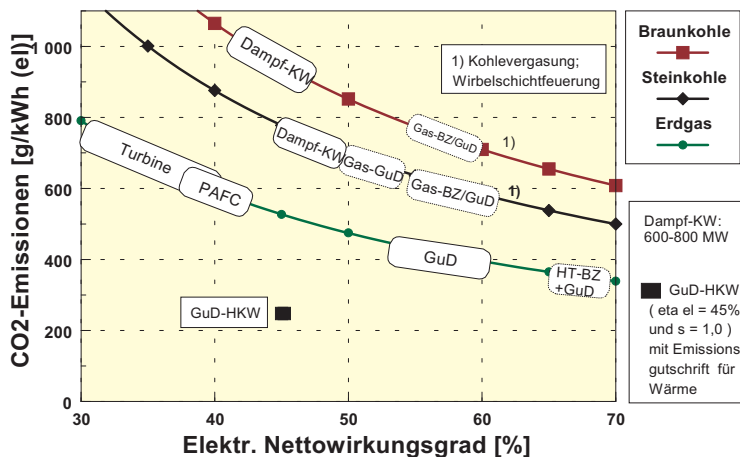 CO2-Emissionen [g/kWh (el)]
1 000
800
600
400
200
0
30
40
50
60
70
Elektr. Nettowirkungsgrad [%]
Dampf-KW
1) Kohlevergasung;
Wirbelschichtfeuerung
Gas-BZ/GuD
1)
Dampf-KW
Gas-GuD
Gas-BZ/GuD
1)
Turbine
PAFC
GuD
HT-BZ
+GuD
GuD-HKW
Braunkohle
Steinkohle
Erdgas
Dampf-KW:
600-800 MW
GuD-HKW
( eta el = 45%
und s = 1,0 )
mit Emissions
gutschrift für
Wärme